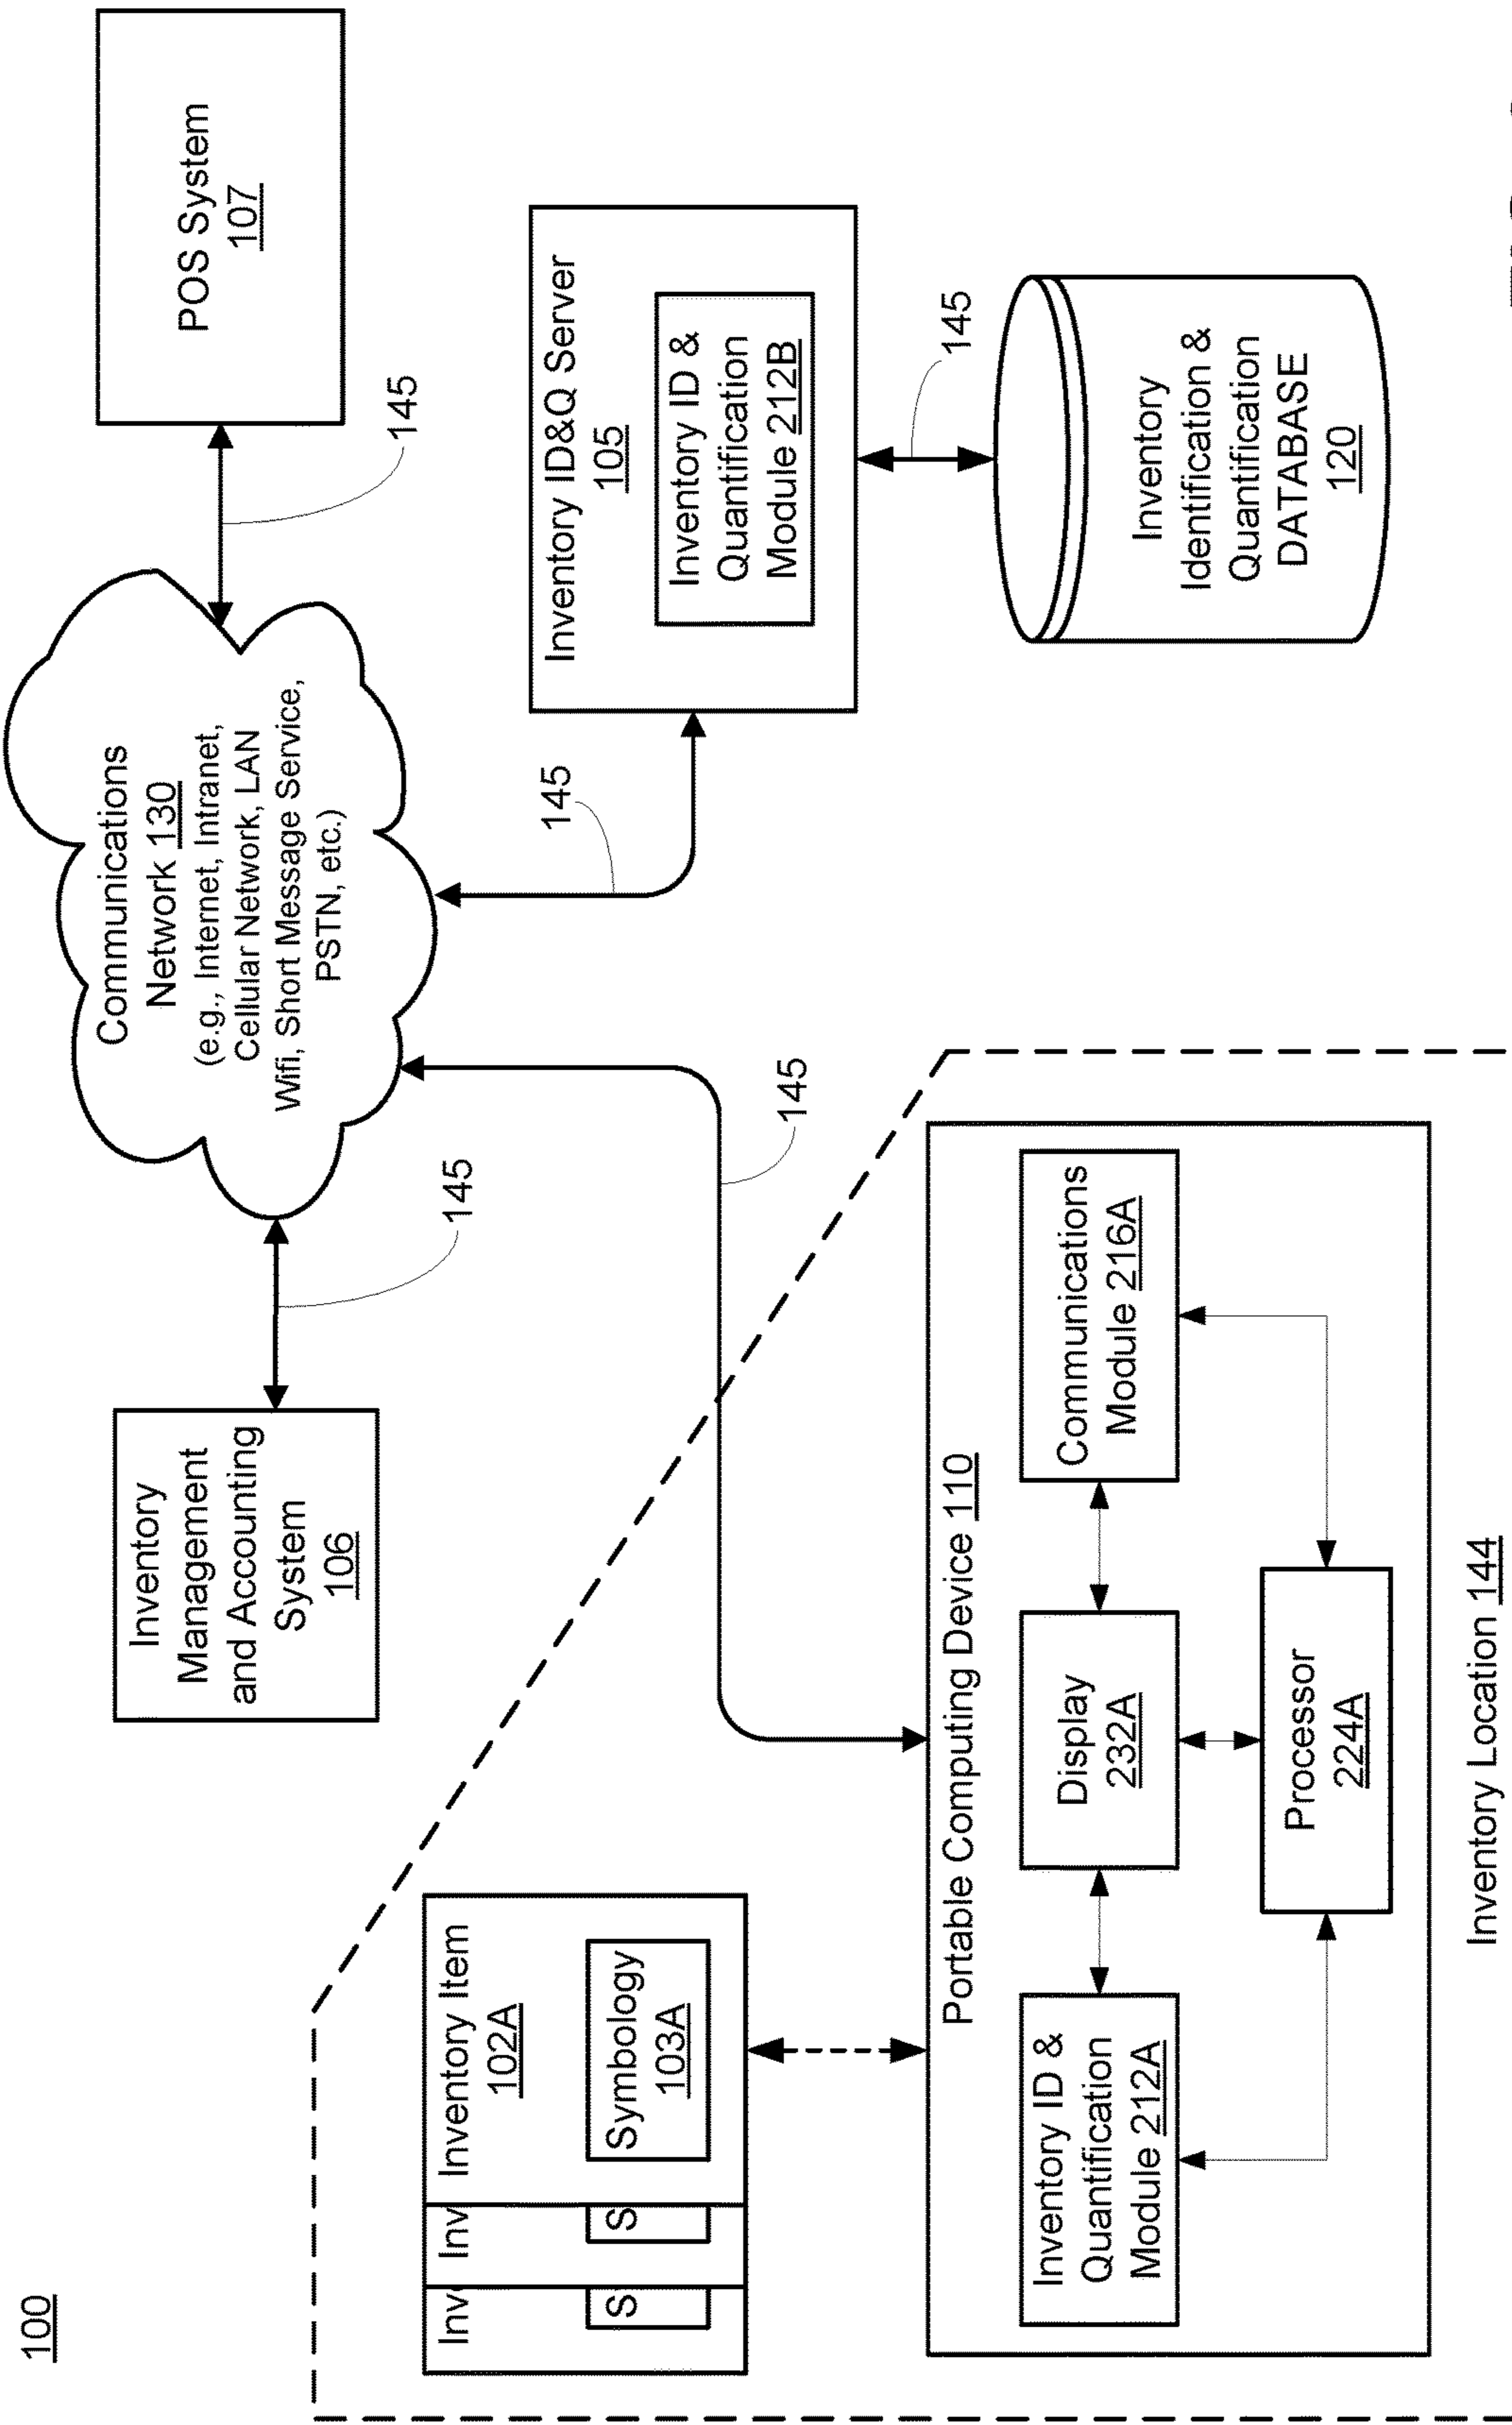 100
Inventory
Management
and Accounting
System
106
145
Communications
Network 130
(e.g., Internet, Intranet,
Cellular Network, LAN
Wifi, Short Message Service,
PSTN, etc.)
145
POS System
107
Inv
S
Inv
S
Inventory Item
102A
Symbology
103A
145
145
Inventory ID&Q Server
105
Inventory ID &
Quantification
Module 212B
145
Inventory
Identification &
Quantification
DATABASE
120
Portable Computing Device 110
Inventory ID &
Quantification
Module 212A
Display
232A
Communications
Module 216A
Processor
224A
Inventory Location 144